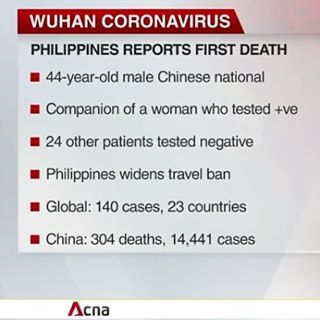 WUHAN CORONAVIRUS
PHILIPPINES REPORTS FIRST DEATH
44-year-old male Chinese national
Companion of a woman who tested +ve
24 other patients tested negative
Philippines widens travel ban
Global: 140 cases, 23 countries
China: 304 deaths, 14,441 cases
cna